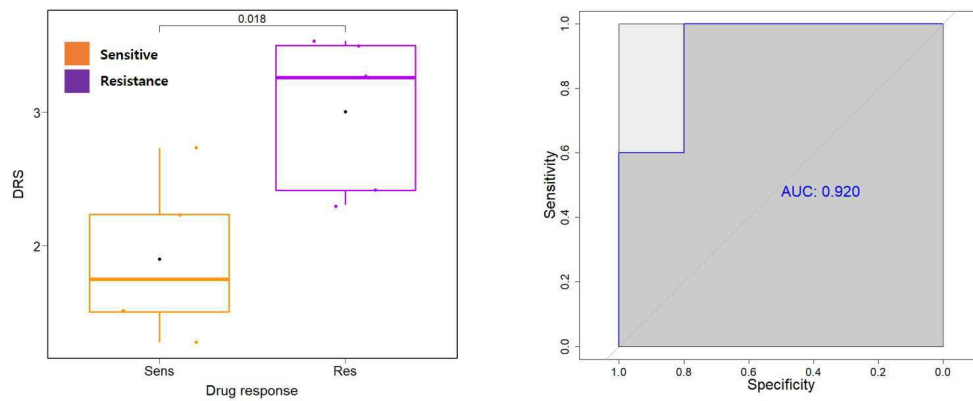 0.018
Sensitive
Resistance
3
2
DRS
Sens
Res
Drug response
1.0
0.8
0.6
0.4
0.2
0.0
Sensitivity
AUC: 0.920
1.0 0.8 0.6 0.4 0.2 0.0
Specificity